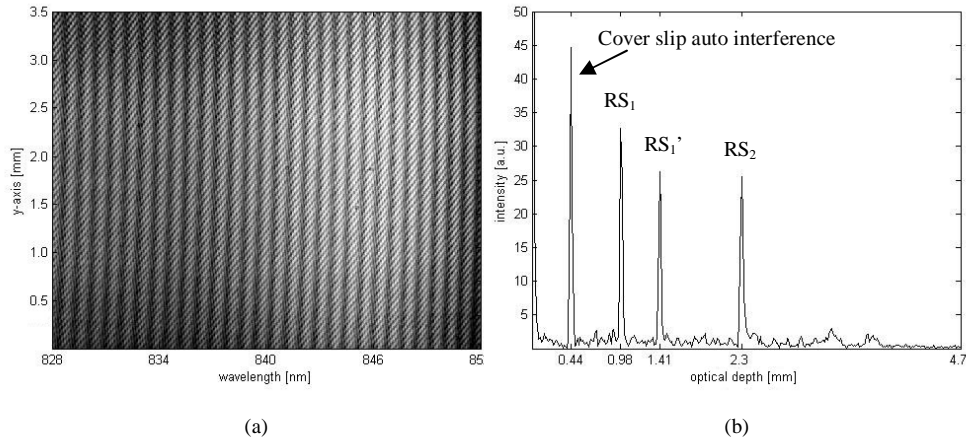 3.5
3.0
2.5
2.0
1.5
1.0
0.5
y-axis [mm]
828 834 840 846 85
wavelength [nm]
(a)
50
45
40
35
30
25
20
15
10
5
intensity [a.u.]
Cover slip auto interference
RS1
RS1’
RS2
0.44 0.98 1.41 2.3 4.7
optical depth [mm]
(b)